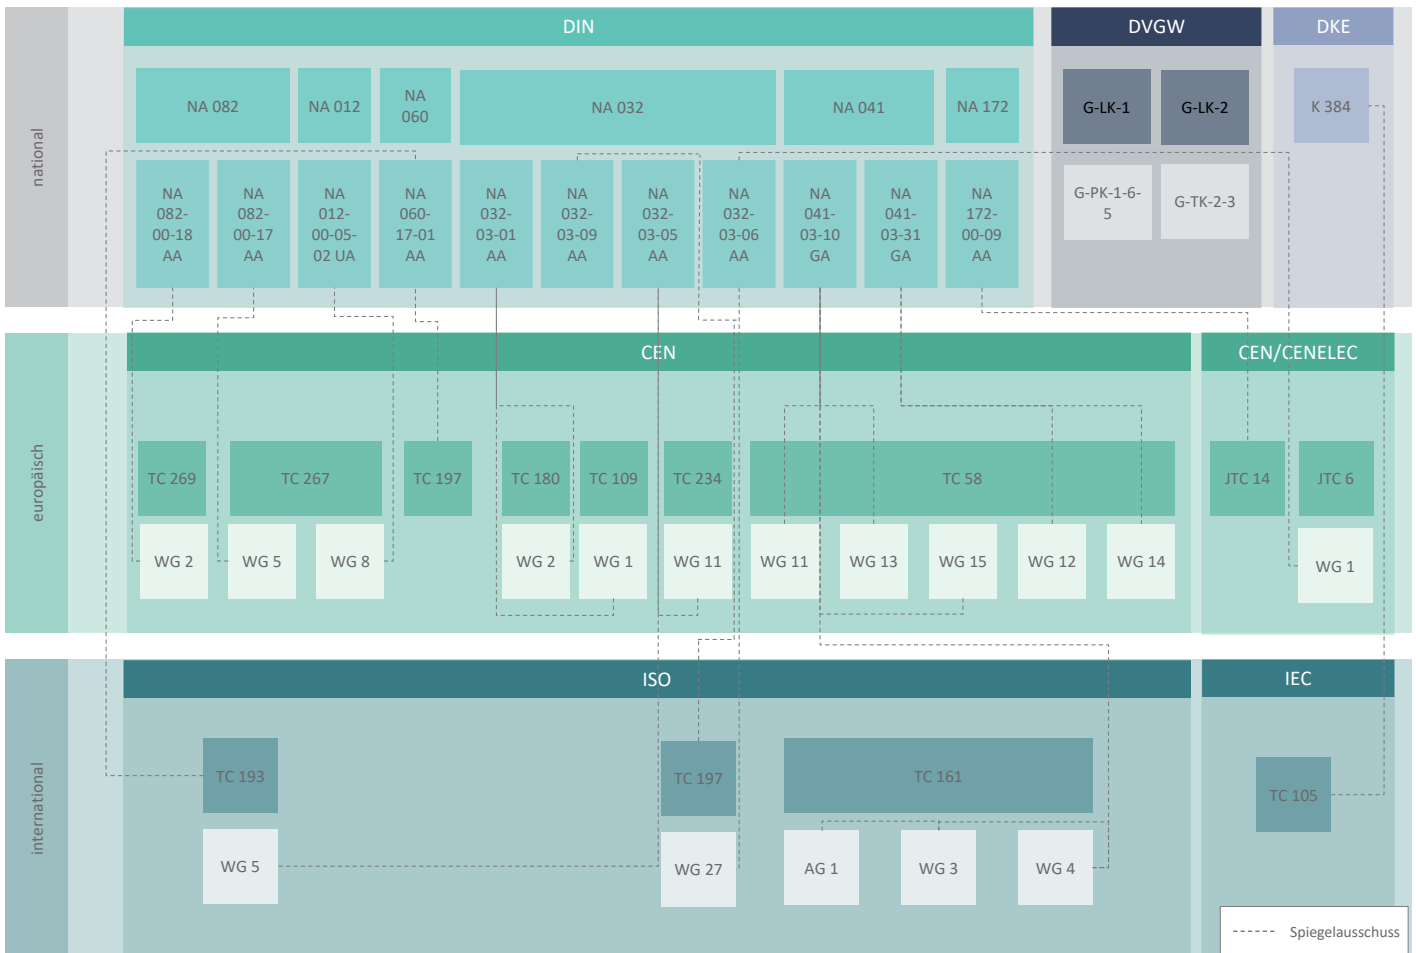 national
DIN
DVGW
DKE
NA 082
NA 012
NA
060
NA 032
NA 041
NA 172
G-LK-1
G-LK-2
K 384
NA
082-
00-18
AA
NA
082-
00-17
AA
NA
012-
00-05-
02 UA
NA
060-
17-01
AA
NA
032-
03-01
AA
NA
032-
03-09
AA
NA
032-
03-05
AA
NA
032-
03-06
AA
NA
041-
03-10
GA
NA
041-
03-31
GA
NA
172-
00-09
AA
G-PK-1-6-
5
G-TK-2-3
europäisch
CEN
CEN/CENELEC
TC 269
TC 267
TC 197
TC 180
TC 109
TC 234
TC 58
JTC 14
JTC 6
WG 2
WG 5
WG 8
WG 2
WG 1
WG 11
WG 11
WG 13
WG 15
WG 12
WG 14
WG 1
international
ISO
IEC
TC 193
TC 197
TC 161
TC 105
WG 5
WG 27
AG 1
WG 3
WG 4
Spiegelausschuss